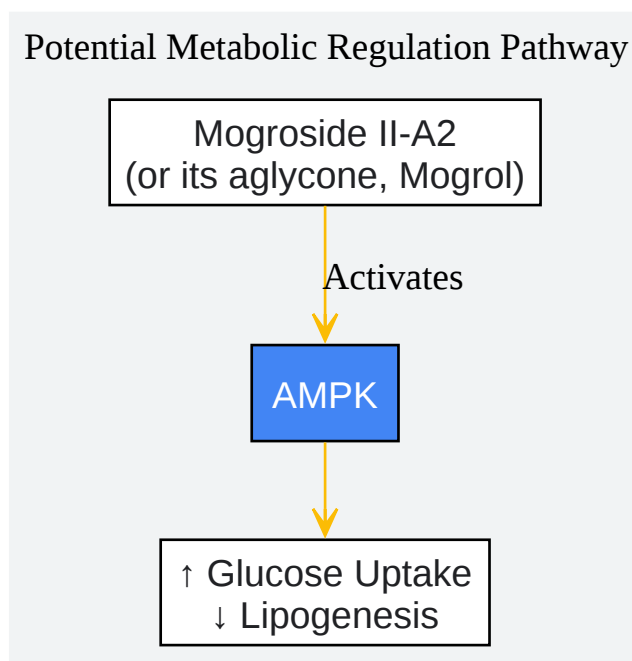 Potential Metabolic Regulation Pathway
Mogroside II-A2
(or its aglycone, Mogrol)
Activates
AMPK
↑ Glucose Uptake
↓ Lipogenesis